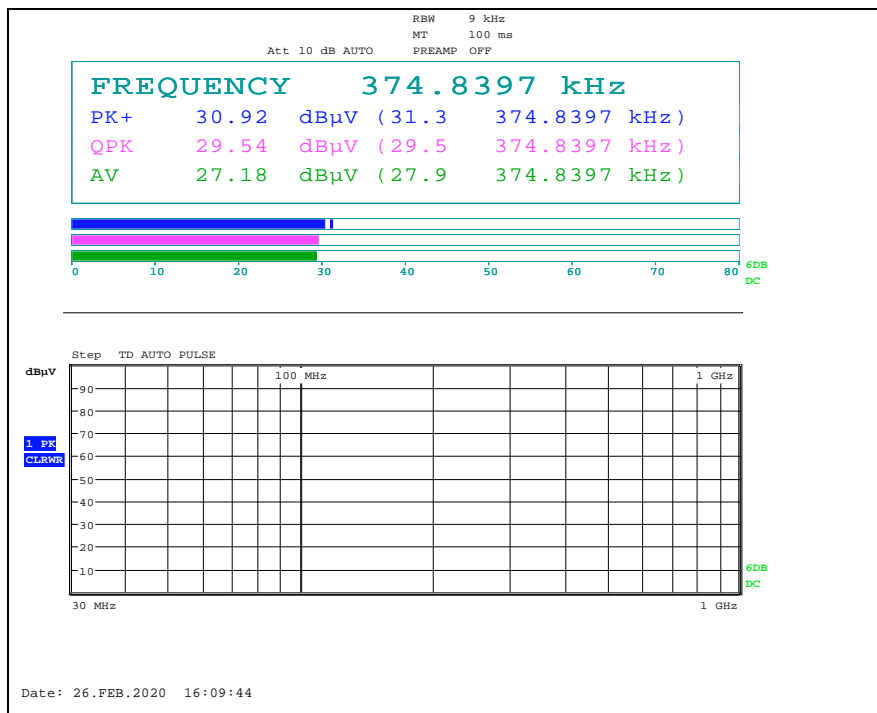 RBW 9 kHz
MT 100 ms
Att 10 dB AUTO PREAMP OFF
FREQUENCY 374.8397 kHz
PK+ 30.92 dBµV (31.3 374.8397 kHz)
QPK 29.54 dBµV (29.5 374.8397 kHz)
AV 27.18 dBµV (27.9 374.8397 kHz)
0 10 20 30 40 50 60 70 80
6DB
DC
Step TD AUTO PULSE
dBµV
100 MHz 1 GHz
90
80
70
1 PK
CLRWR
60
50
40
30
20
10
6DB
DC
30 MHz 1 GHz
Date: 26.FEB.2020 16:09:44